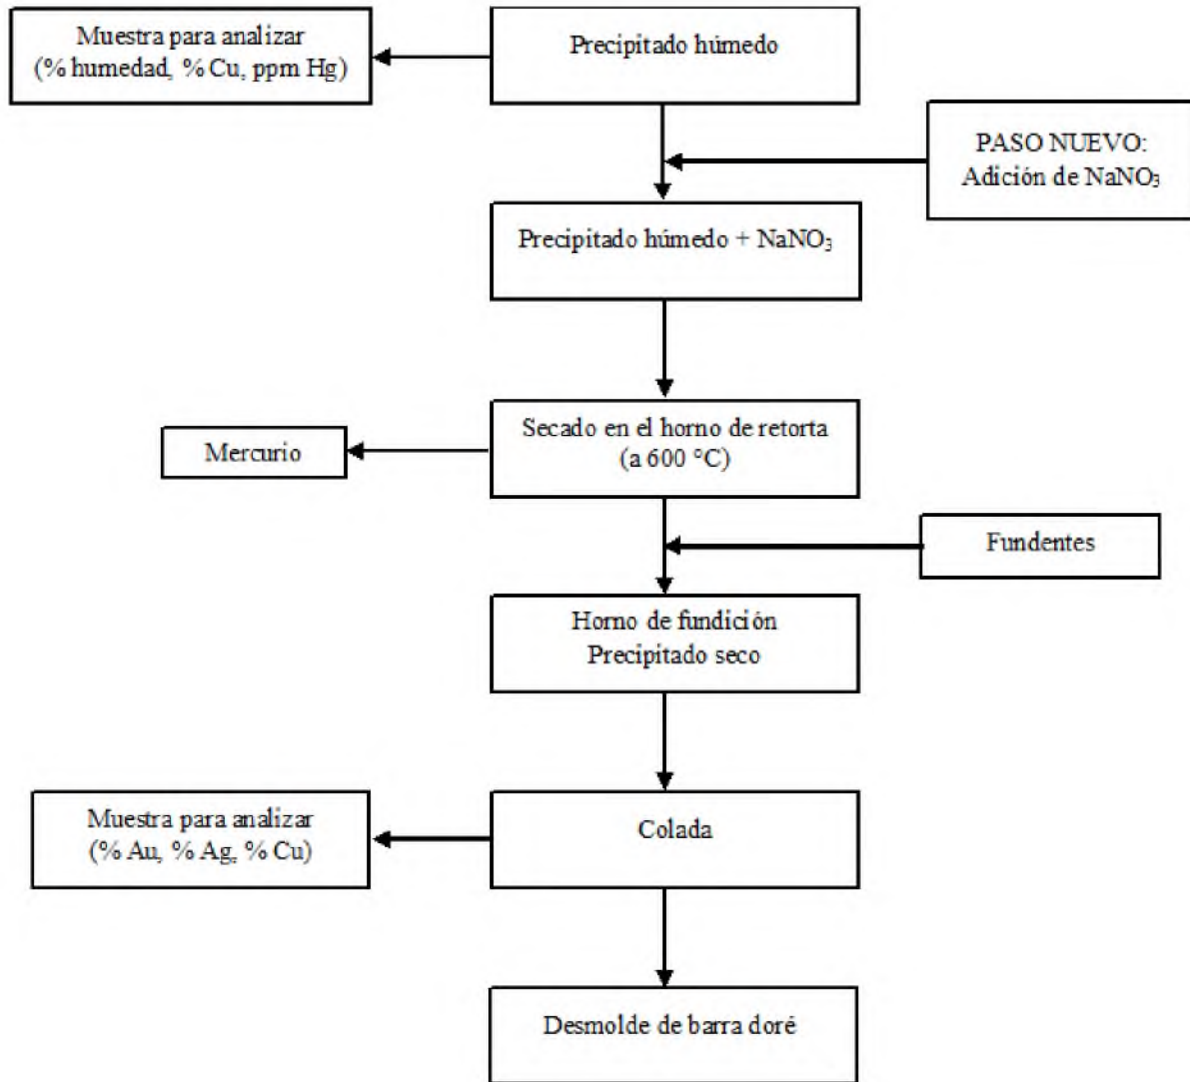 Muestra para analizar
(% humedad, % Cu, ppm Hg)
Precipitado húmedo
PASO NUEVO:
Adición de NaNO₃
Precipitado húmedo + NaNO₃
Secado en el horno de retorta
(a 600 °C)
Mercurio
Fundentes
Horno de fundición
Precipitado seco
Muestra para analizar
(% Au, % Ag, % Cu)
Colada
Desmolde de barra doré